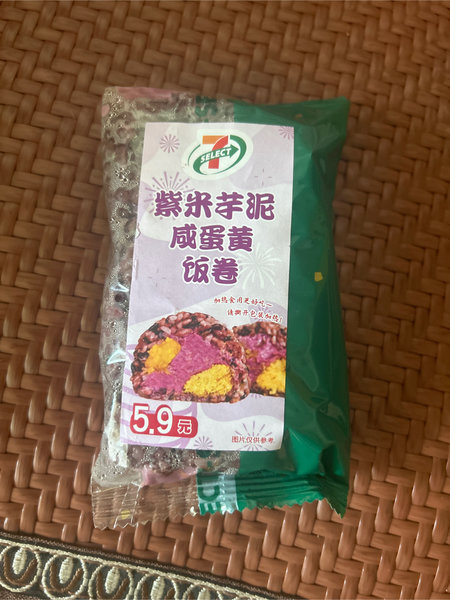 7
SELECT
紫米芋泥
咸蛋黄
饭卷
加热食用更好吃~
请撕开包装加热!
5.9元
图片仅供参考